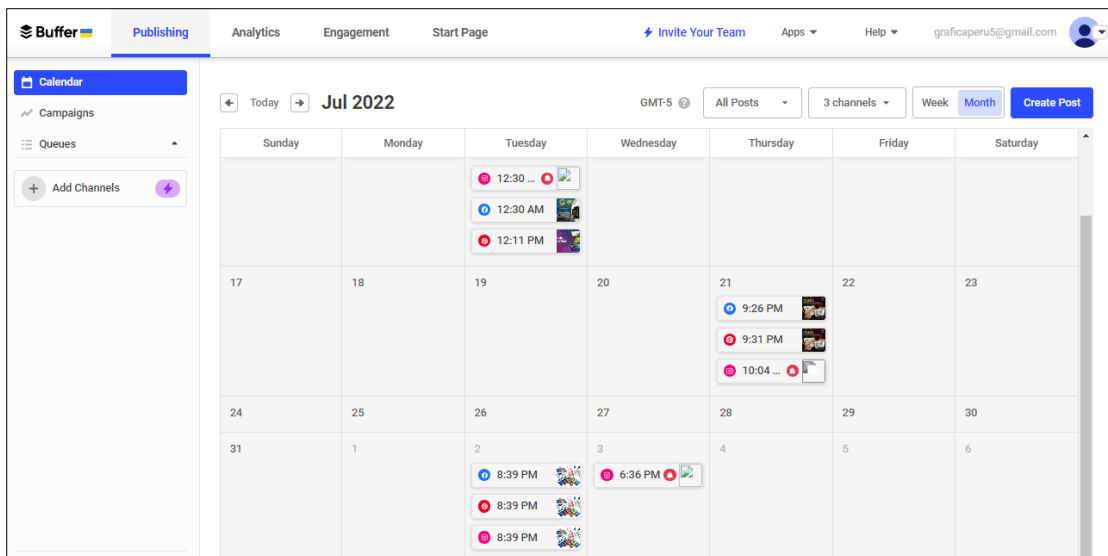 Buffer Publishing Analytics Engagement Start Page Invite Your Team Apps Help graficaperu5@gmail.com
Calendar
Campaigns
Queues
Add Channels
Today Jul 2022 GMT-5 All Posts 3 channels Week Month Create Post
Sunday Monday Tuesday Wednesday Thursday Friday Saturday
12:30 ...
12:30 AM
12:11 PM
17 18 19 20 21 22 23
9:26 PM
9:31 PM
10:04 ...
24 25 26 27 28 29 30
31 1 2 3 4 5 6
8:39 PM 6:36 PM
8:39 PM
8:39 PM